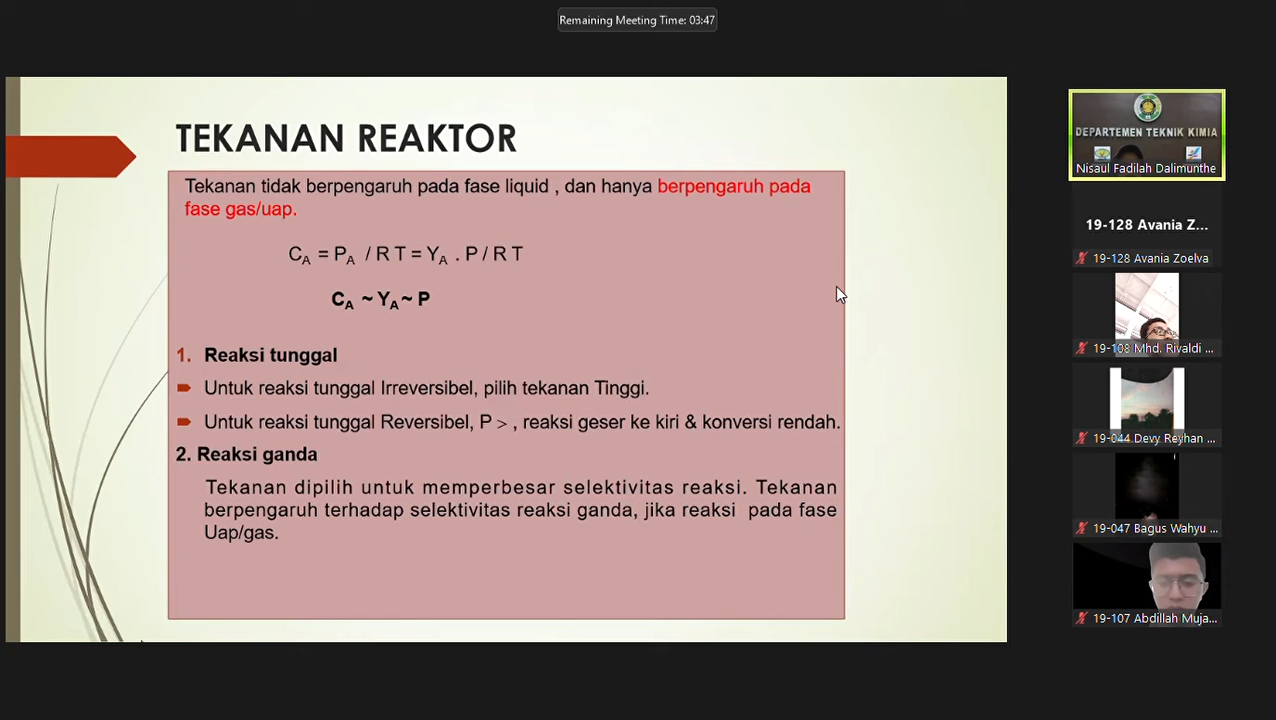 Remaining Meeting Time: 03:47
TEKANAN REAKTOR
Tekanan tidak berpengaruh pada fase liquid , dan hanya berpengaruh pada
fase gas/uap.
CA = PA / R T = YA . P / R T
CA ~ YA ~ P
1. Reaksi tunggal
Untuk reaksi tunggal Irreversibel, pilih tekanan Tinggi.
Untuk reaksi tunggal Reversibel, P > , reaksi geser ke kiri & konversi rendah.
2. Reaksi ganda
Tekanan dipilih untuk memperbesar selektivitas reaksi. Tekanan
berpengaruh terhadap selektivitas reaksi ganda, jika reaksi pada fase
Uap/gas.
DEPARTEMEN TEKNIK KIMIA
Nisaul Fadilah Dalimunthe
19-128 Avania Z...
19-128 Avania Zoelva
19-108 Mhd. Rivaldi ...
19-044 Devy Reyhan ...
19-047 Bagus Wahyu ...
19-107 Abdillah Muja...